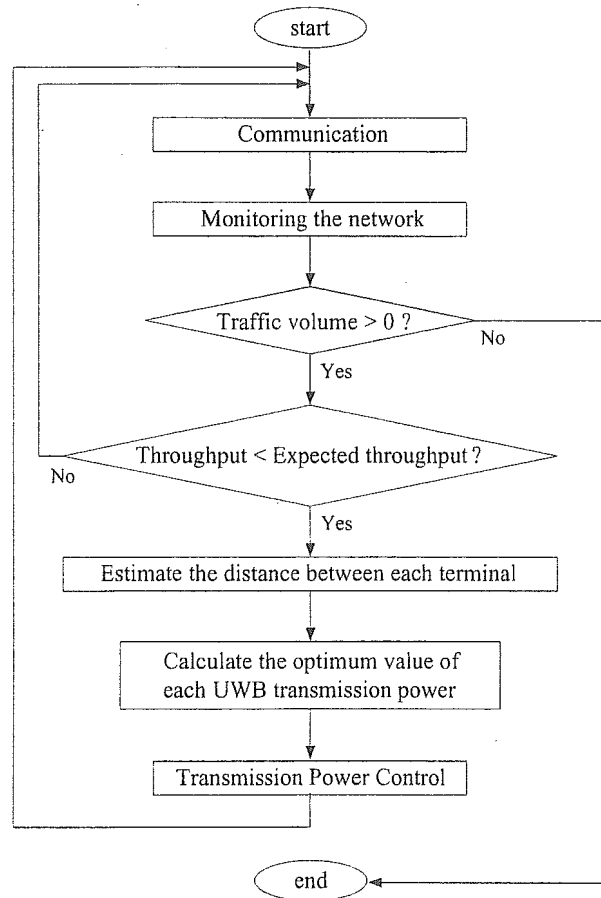 start
Communication
Monitoring the network
Traffic volume > 0 ?
No
Yes
Throughput < Expected throughput ?
No
Yes
Estimate the distance between each terminal
Calculate the optimum value of
each UWB transmission power
Transmission Power Control
end